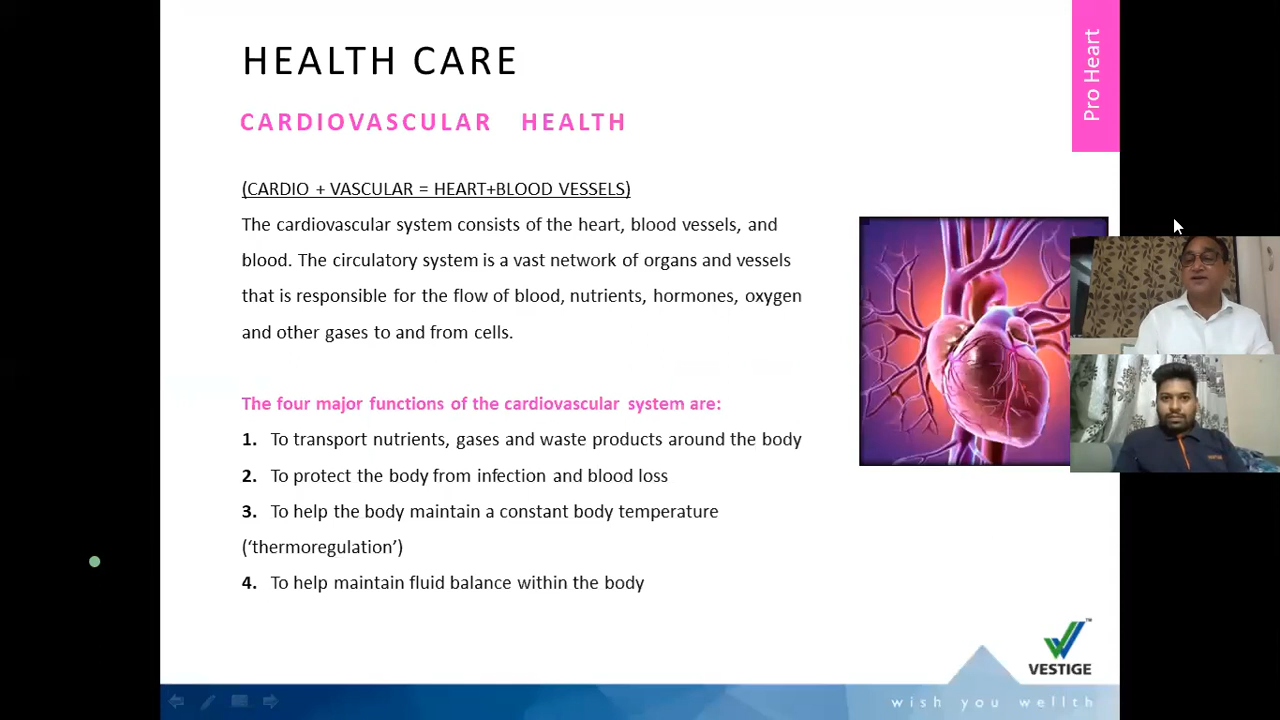 HEALTH CARE
Pro Heart
CARDIOVASCULAR HEALTH
(CARDIO + VASCULAR = HEART+BLOOD VESSELS)
The cardiovascular system consists of the heart, blood vessels, and
blood. The circulatory system is a vast network of organs and vessels
that is responsible for the flow of blood, nutrients, hormones, oxygen
and other gases to and from cells.
The four major functions of the cardiovascular system are:
1. To transport nutrients, gases and waste products around the body
2. To protect the body from infection and blood loss
3. To help the body maintain a constant body temperature
(‘thermoregulation’)
4. To help maintain fluid balance within the body
VESTIGE
wish you wellth